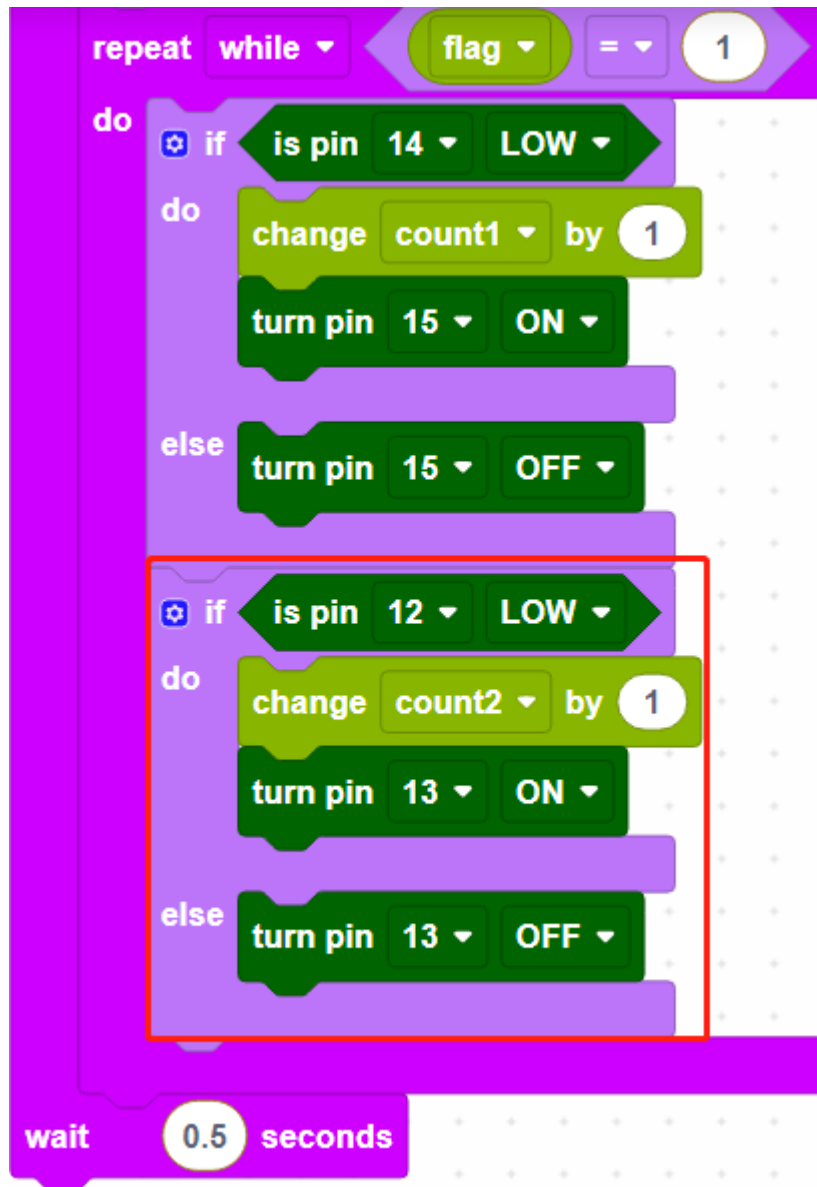 repeat while flag = 1
do
if is pin 14 LOW
do
change count1 by 1
turn pin 15 ON
else
turn pin 15 OFF
if is pin 12 LOW
do
change count2 by 1
turn pin 13 ON
else
turn pin 13 OFF
wait 0.5 seconds